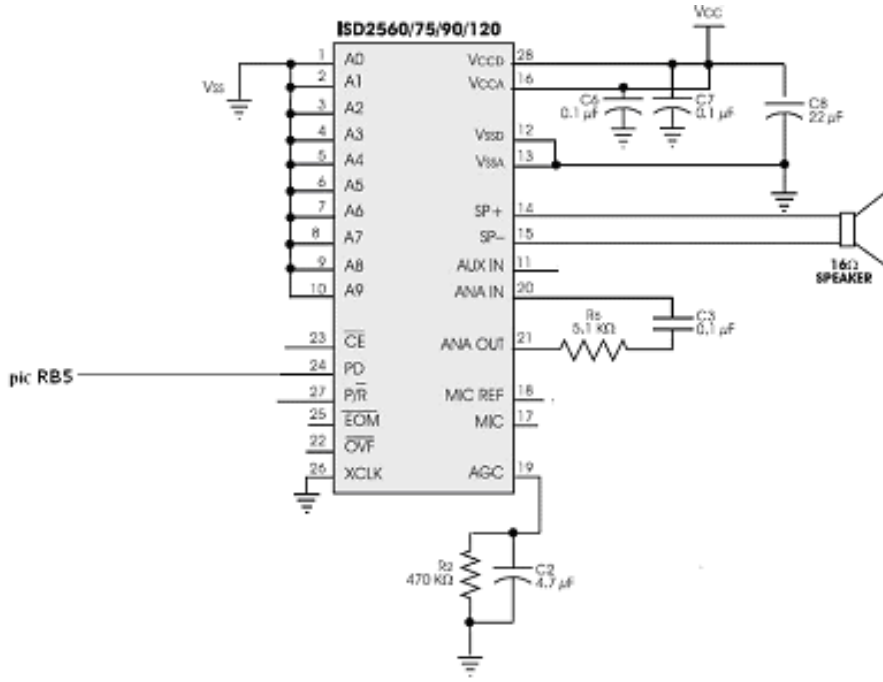 ISD2560/75/90/120
VCC
1 A0 VCCD 28
VSS
2 A1 VCCA 16
C6 0.1 µF
C7 0.1 µF
C8 22 µF
3 A2
4 A3 VSSD 12
5 A4 VSSA 13
6 A5
7 A6 SP+ 14
8 A7 SP– 15
16Ω SPEAKER
9 A8 AUX IN 11
10 A9 ANA IN 20
R5 5.1 KΩ
C3 0.1 µF
23 CE ANA OUT 21
pic RB5
24 PD
27 P/R MIC REF 18
25 EOM MIC 17
22 OVF
26 XCLK AGC 19
R2 470 KΩ
C2 4.7 µF